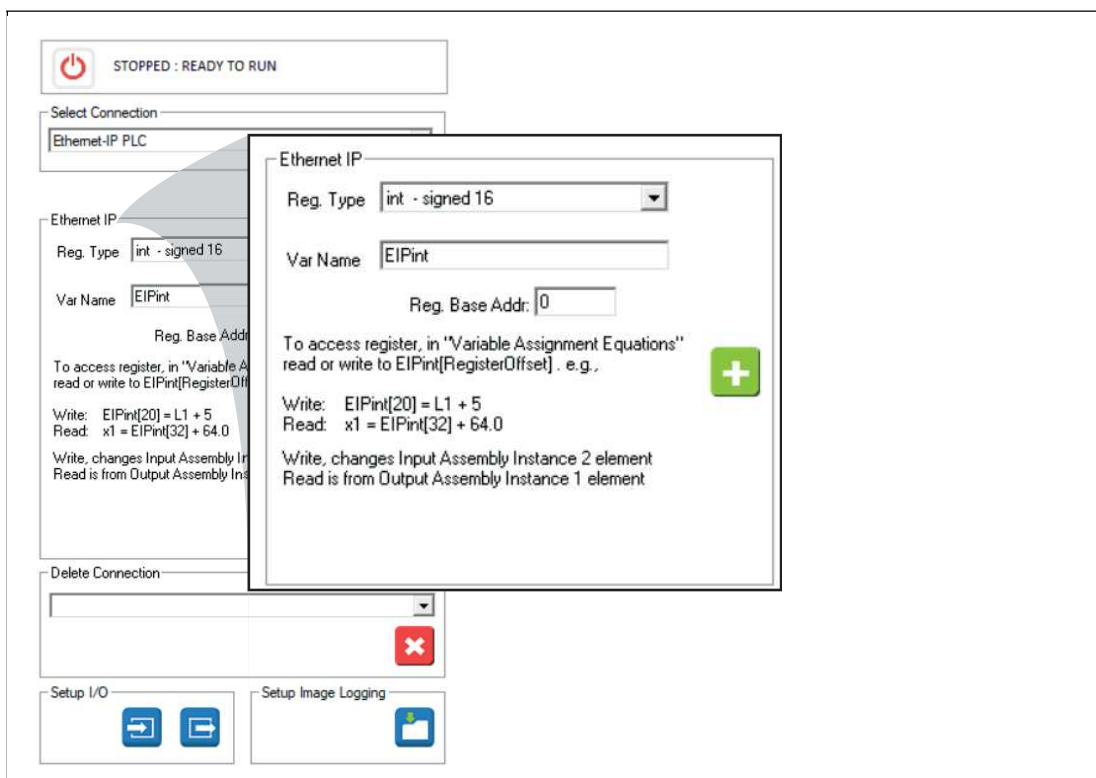 STOPPED : READY TO RUN
Select Connection
Ethernet-IP PLC
Ethernet IP
Reg. Type int - signed 16
Var Name EIPint
Reg. Base Addr
To access register, in "Variable A
read or write to EIPint[RegisterOff
Write: EIPint[20] = L1 + 5
Read: x1 = EIPint[32] + 64.0
Write, changes Input Assembly Ir
Read is from Output Assembly Ins
Ethernet IP
Reg. Type int - signed 16
Var Name EIPint
Reg. Base Addr: 0
To access register, in "Variable Assignment Equations"
read or write to EIPint[RegisterOffset] . e.g.,
Write: EIPint[20] = L1 + 5
Read: x1 = EIPint[32] + 64.0
Write, changes Input Assembly Instance 2 element
Read is from Output Assembly Instance 1 element
Delete Connection
Setup I/O
Setup Image Logging